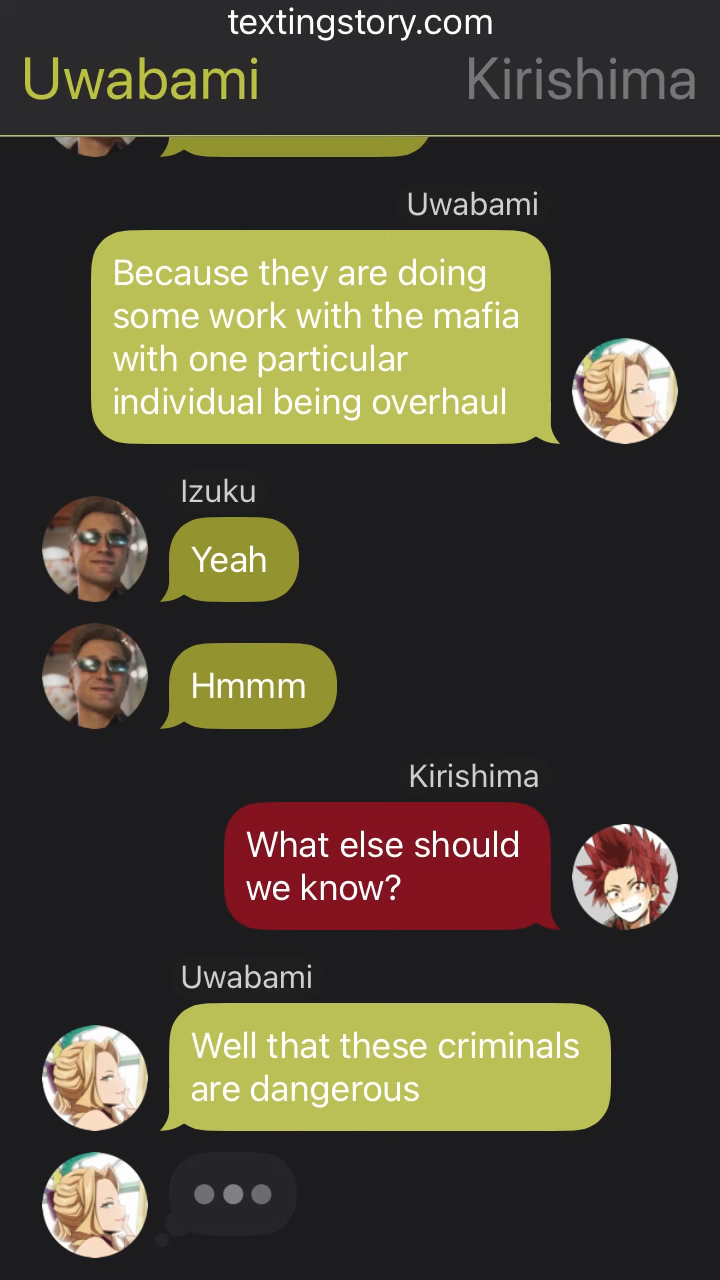 textingstory.com
Uwabami Kirishima
Uwabami
Because they are doing
some work with the mafia
with one particular
individual being overhaul
Izuku
Yeah
Hmmm
Kirishima
What else should
we know?
Uwabami
Well that these criminals
are dangerous